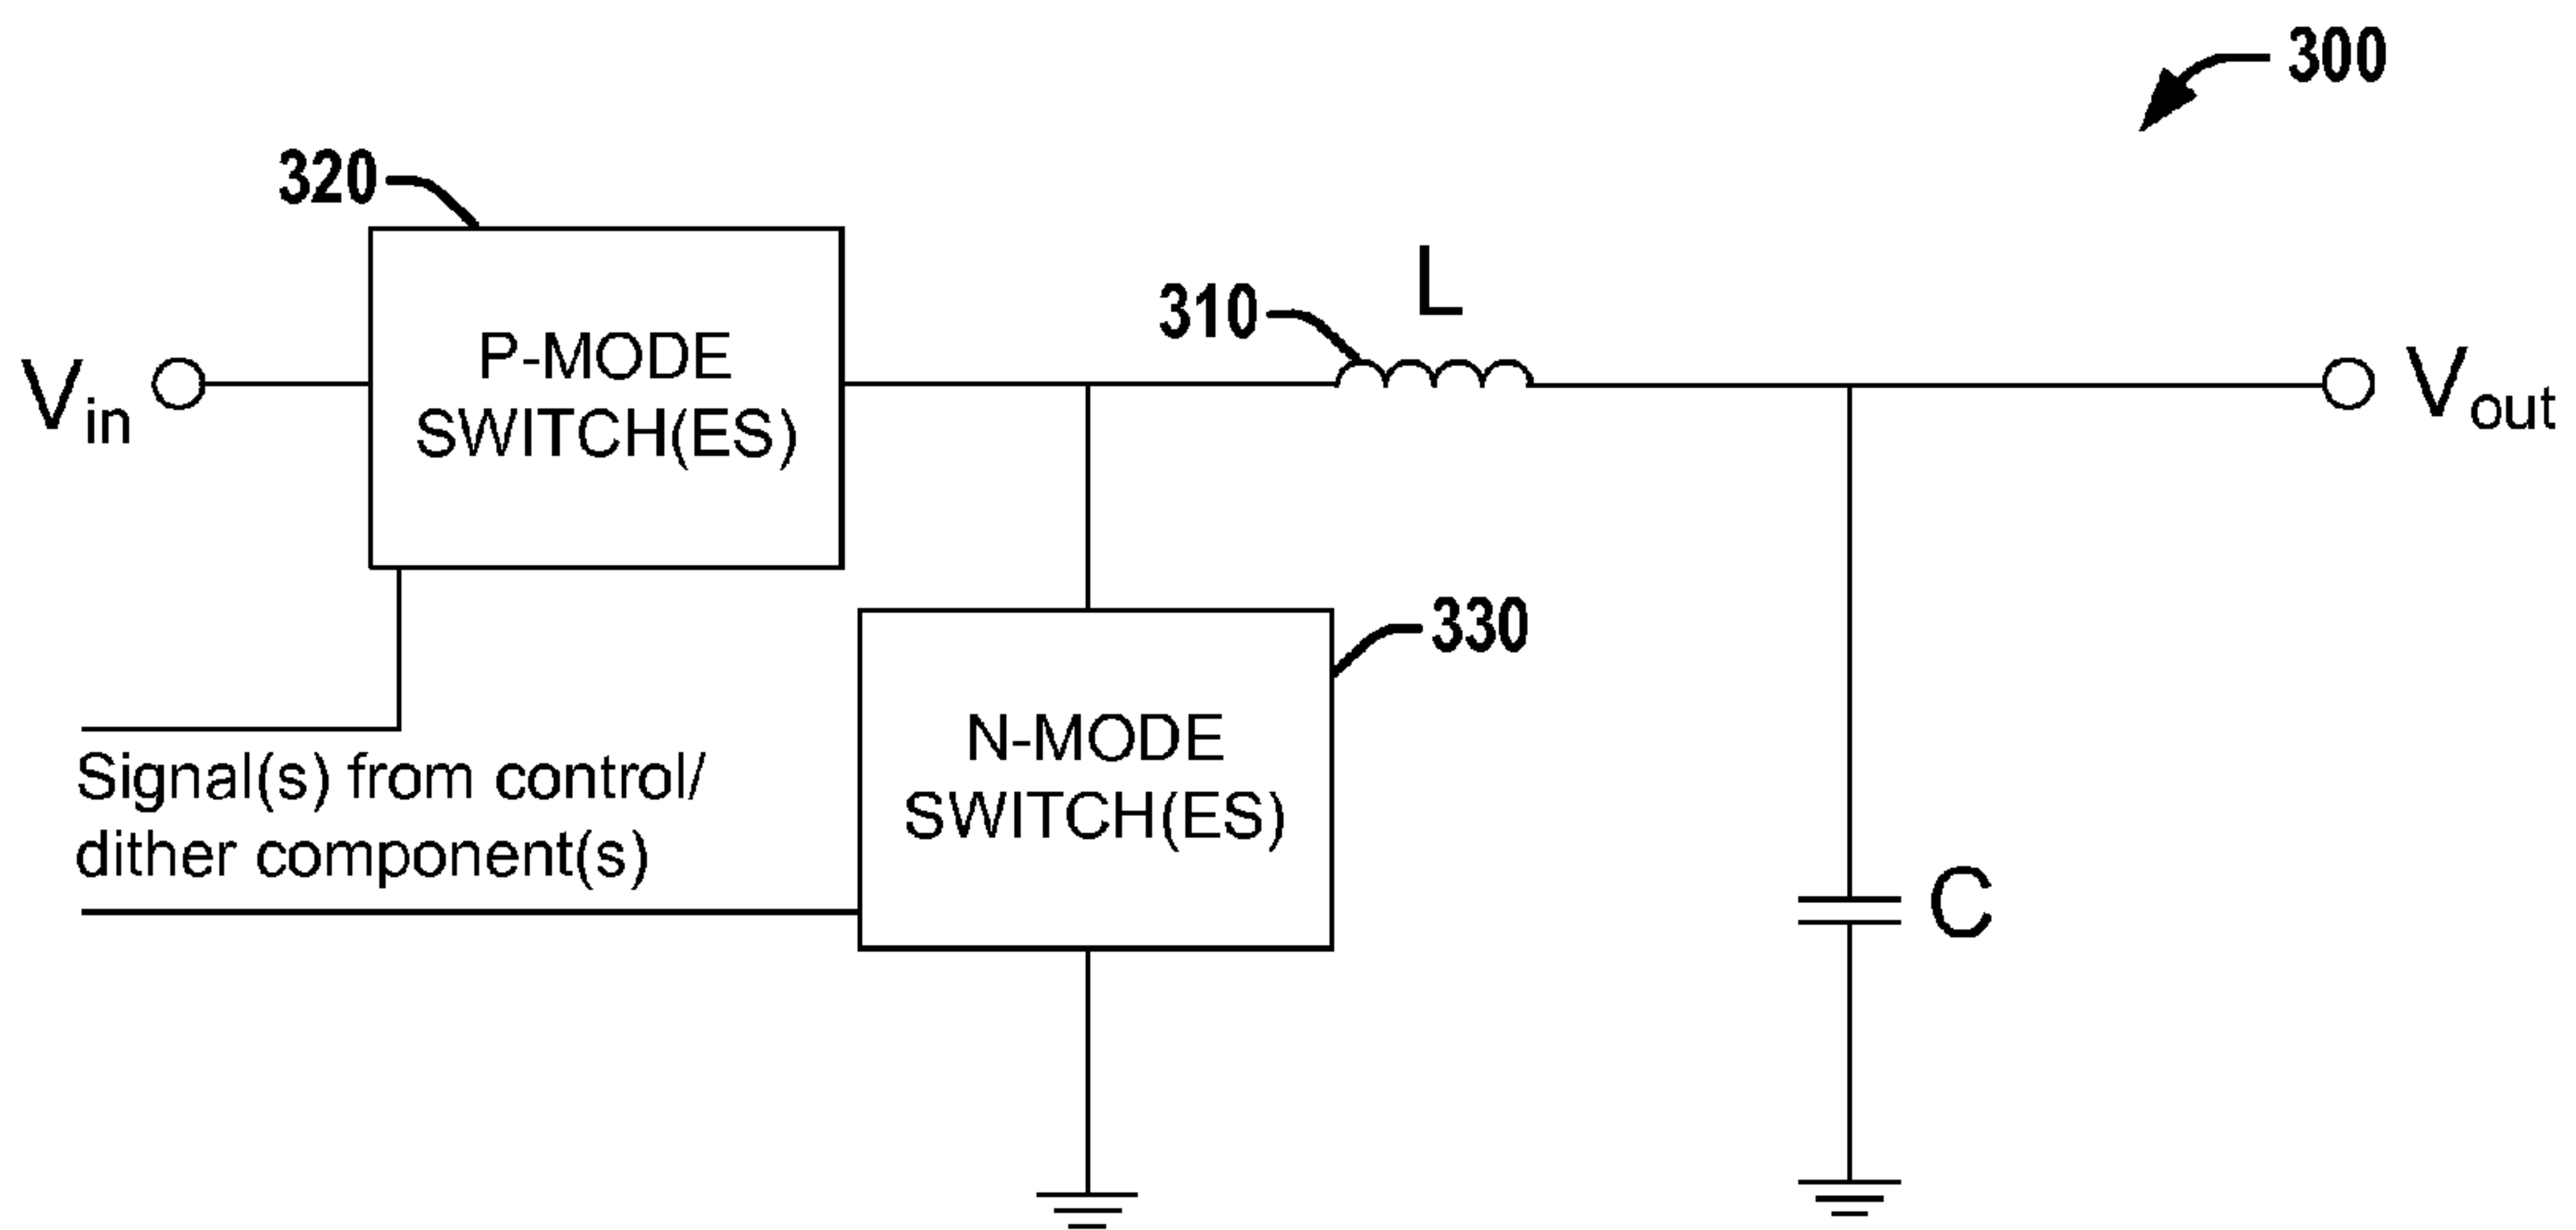 300
320
L
310
P-MODE
SWITCH(ES)
Vin
Vout
330
N-MODE
SWITCH(ES)
Signal(s) from control/
dither component(s)
C